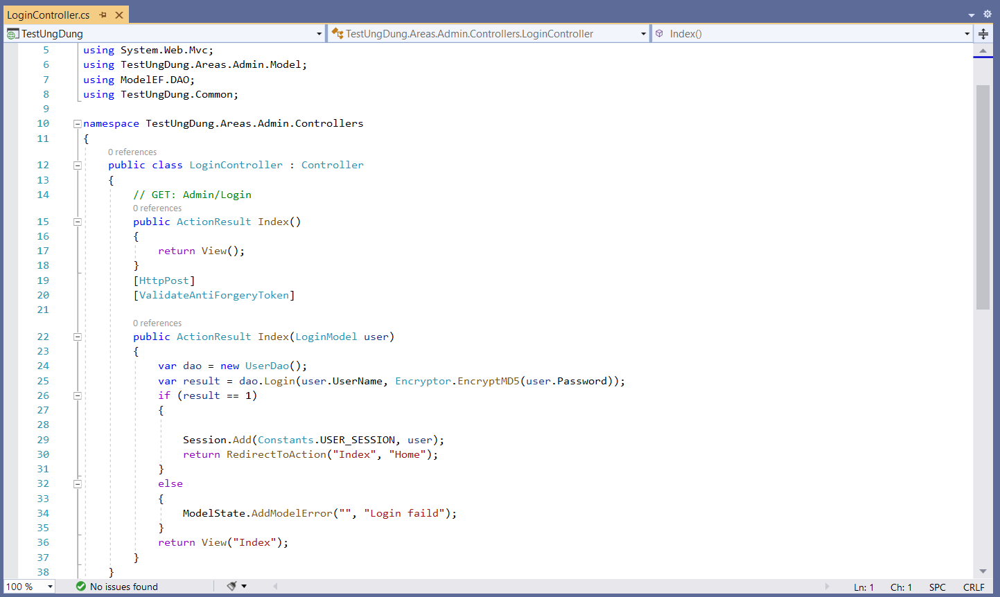 LoginController.cs
TestUngDung TestUngDung.Areas.Admin.Controllers.LoginController Index()
5 using System.Web.Mvc;
6 using TestUngDung.Areas.Admin.Model;
7 using ModelEF.DAO;
8 using TestUngDung.Common;
9
10 namespace TestUngDung.Areas.Admin.Controllers
11 {
0 references
12 public class LoginController : Controller
13 {
14 // GET: Admin/Login
0 references
15 public ActionResult Index()
16 {
17 return View();
18 }
19 [HttpPost]
20 [ValidateAntiForgeryToken]
21
0 references
22 public ActionResult Index(LoginModel user)
23 {
24 var dao = new UserDao();
25 var result = dao.Login(user.UserName, Encryptor.EncryptMD5(user.Password));
26 if (result == 1)
27 {
28
29 Session.Add(Constants.USER_SESSION, user);
30 return RedirectToAction("Index", "Home");
31 }
32 else
33 {
34 ModelState.AddModelError("", "Login faild");
35 }
36 return View("Index");
37 }
38 }
100 % No issues found Ln: 1 Ch: 1 SPC CRLF